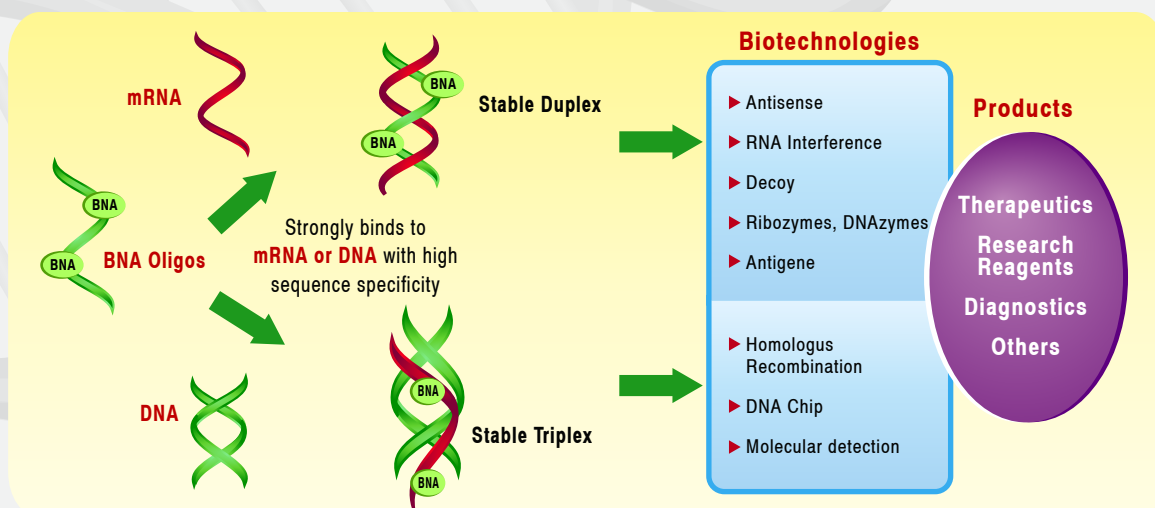 mRNA
BNA
BNA
BNA Oligos
DNA
BNA
BNA
Stable Duplex
Strongly binds to
mRNA or DNA with high
sequence specificity
BNA
BNA
Stable Triplex
Biotechnologies
Antisense
RNA Interference
Decoy
Ribozymes, DNAzymes
Antigene
Homologus
Recombination
DNA Chip
Molecular detection
Products
Therapeutics
Research
Reagents
Diagnostics
Others